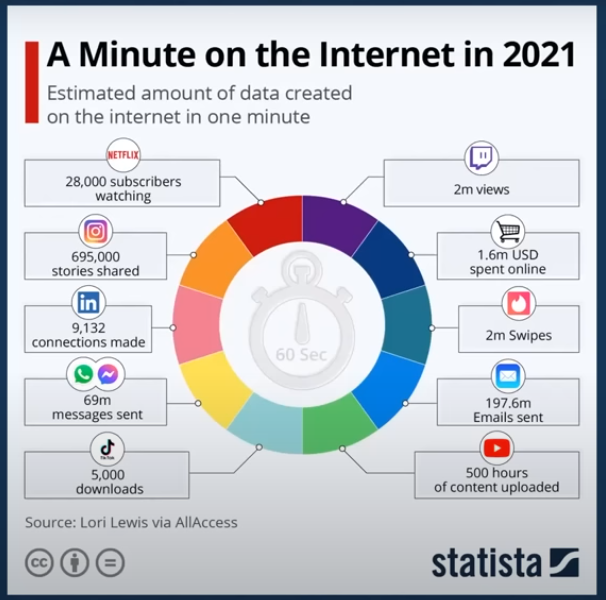 A Minute on the Internet in 2021
Estimated amount of data created
on the internet in one minute
NETFLIX
28,000 subscribers
watching
2m views
695,000
stories shared
1.6m USD
spent online
in
9,132
connections made
2m Swipes
60 Sec
69m
messages sent
197.6m
Emails sent
TikTok
5,000
downloads
500 hours
of content uploaded
Source: Lori Lewis via AllAccess
cc
statista